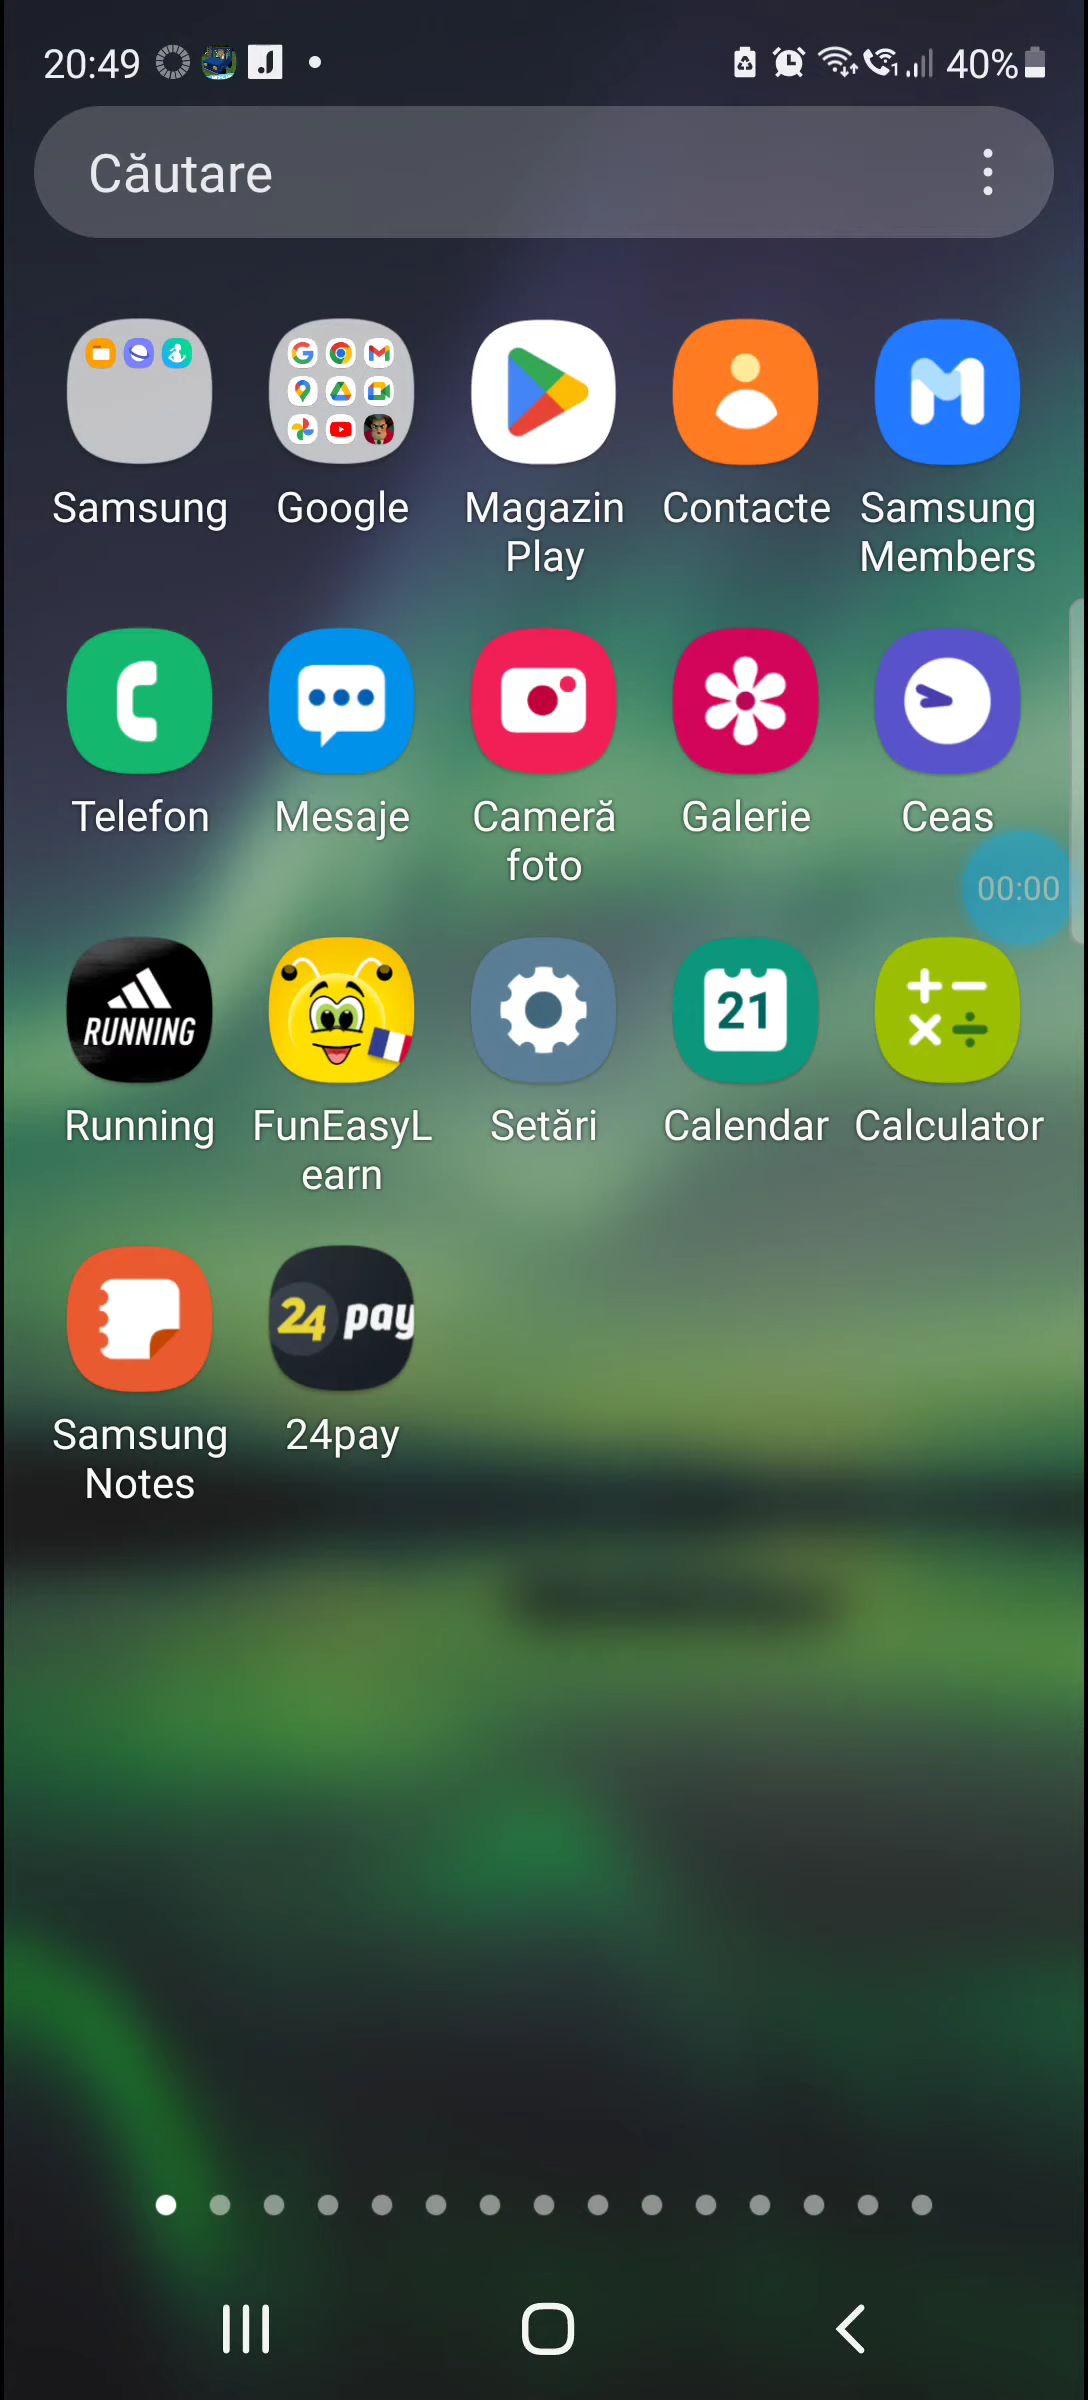 20:49
40%
Căutare
Samsung
Google
Magazin
Play
Contacte
Samsung
Members
Telefon
Mesaje
Cameră
foto
Galerie
Ceas
00:00
RUNNING
21
Running
FunEasyL
earn
Setări
Calendar
Calculator
24 pay
Samsung
Notes
24pay